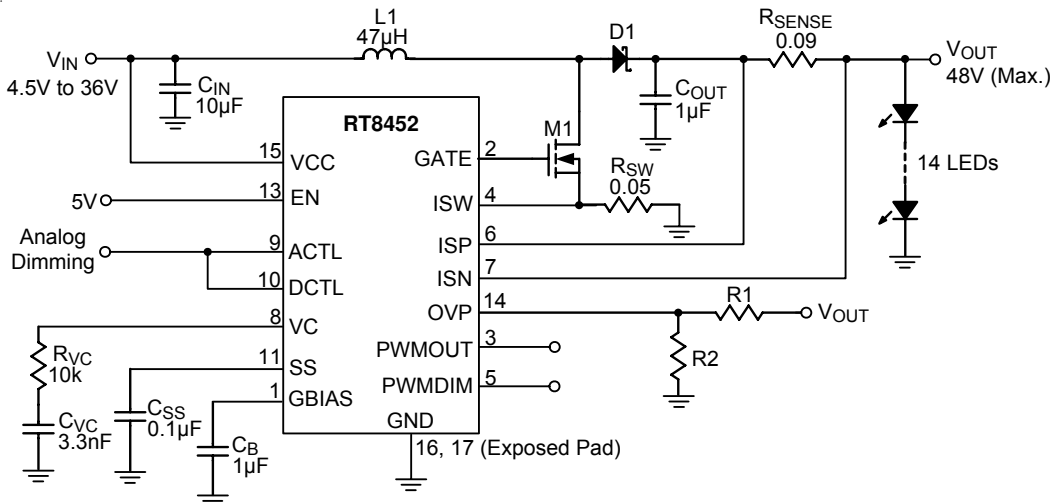 L1
47µH
D1
RSENSE
0.09
VIN
4.5V to 36V
VOUT
48V (Max.)
CIN
10µF
COUT
1µF
RT8452
M1
15
VCC
GATE
2
RSW
0.05
14 LEDs
5V
13
EN
ISW
4
Analog
Dimming
9
ACTL
ISP
6
10
DCTL
ISN
7
8
VC
OVP
14
R1
VOUT
R2
RVC
10k
11
SS
PWMOUT
3
1
GBIAS
PWMDIM
5
CVC
3.3nF
CSS
0.1µF
CB
1µF
GND
16, 17 (Exposed Pad)